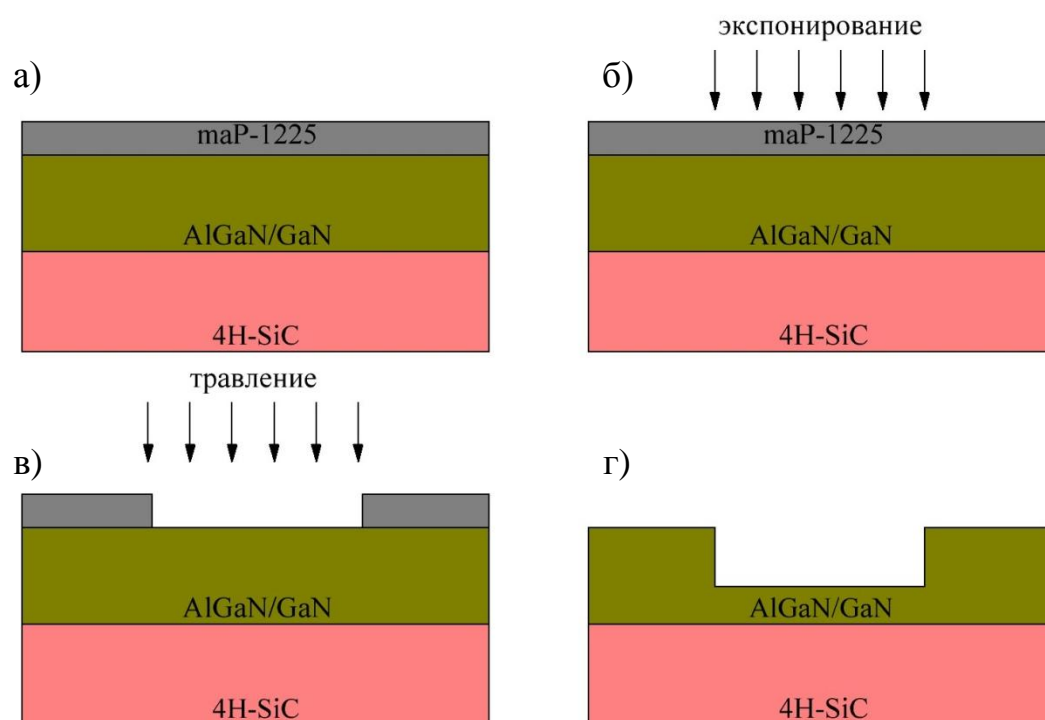 экспонирование
а)
б)
maP-1225
maP-1225
AlGaN/GaN
AlGaN/GaN
4H-SiC
4H-SiC
травление
в)
г)
AlGaN/GaN
AlGaN/GaN
4H-SiC
4H-SiC